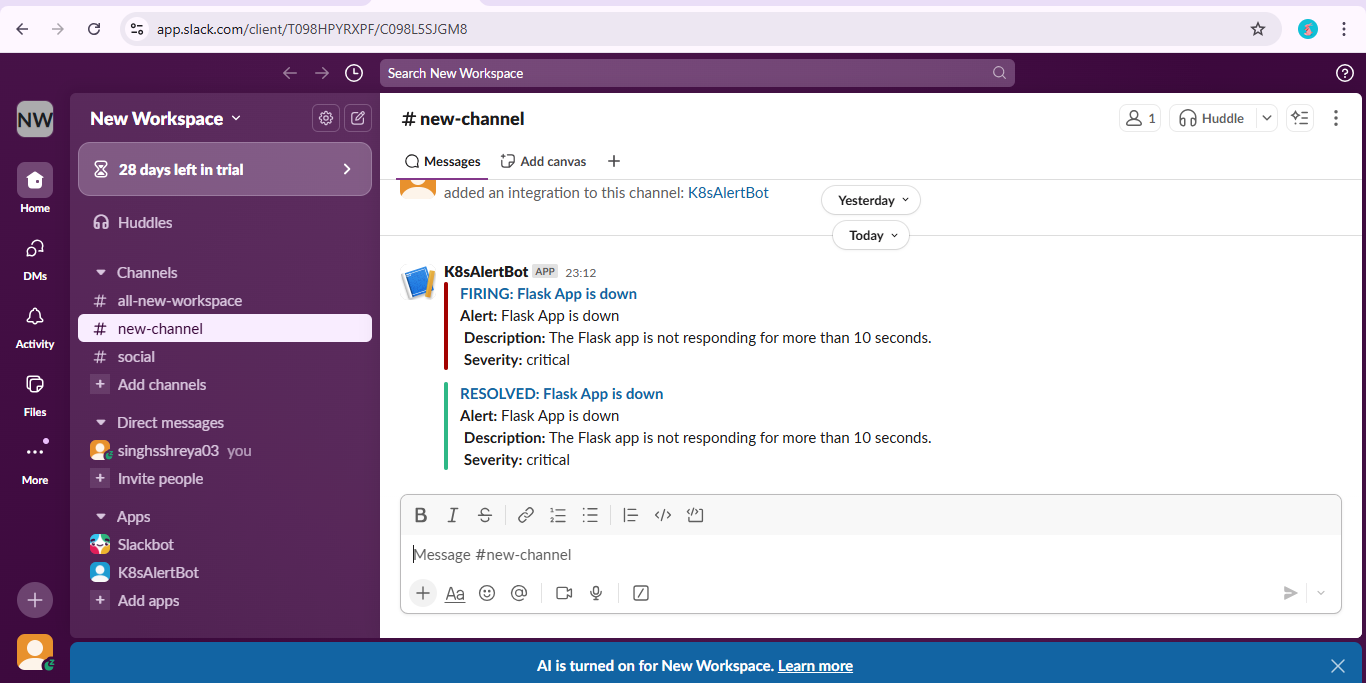 app.slack.com/client/T098HPYRXPF/C098L5SJGM8
Search New Workspace
NW
Home
DMs
Activity
Files
More
New Workspace
28 days left in trial
Huddles
Channels
# all-new-workspace
# new-channel
# social
+ Add channels
Direct messages
singhsshreya03 you
+ Invite people
Apps
Slackbot
K8sAlertBot
+ Add apps
# new-channel
1
Huddle
Messages
Add canvas
added an integration to this channel: K8sAlertBot
Yesterday
Today
K8sAlertBot APP 23:12
FIRING: Flask App is down
Alert: Flask App is down
Description: The Flask app is not responding for more than 10 seconds.
Severity: critical
RESOLVED: Flask App is down
Alert: Flask App is down
Description: The Flask app is not responding for more than 10 seconds.
Severity: critical
B I S
Message #new-channel
Aa
AI is turned on for New Workspace. Learn more